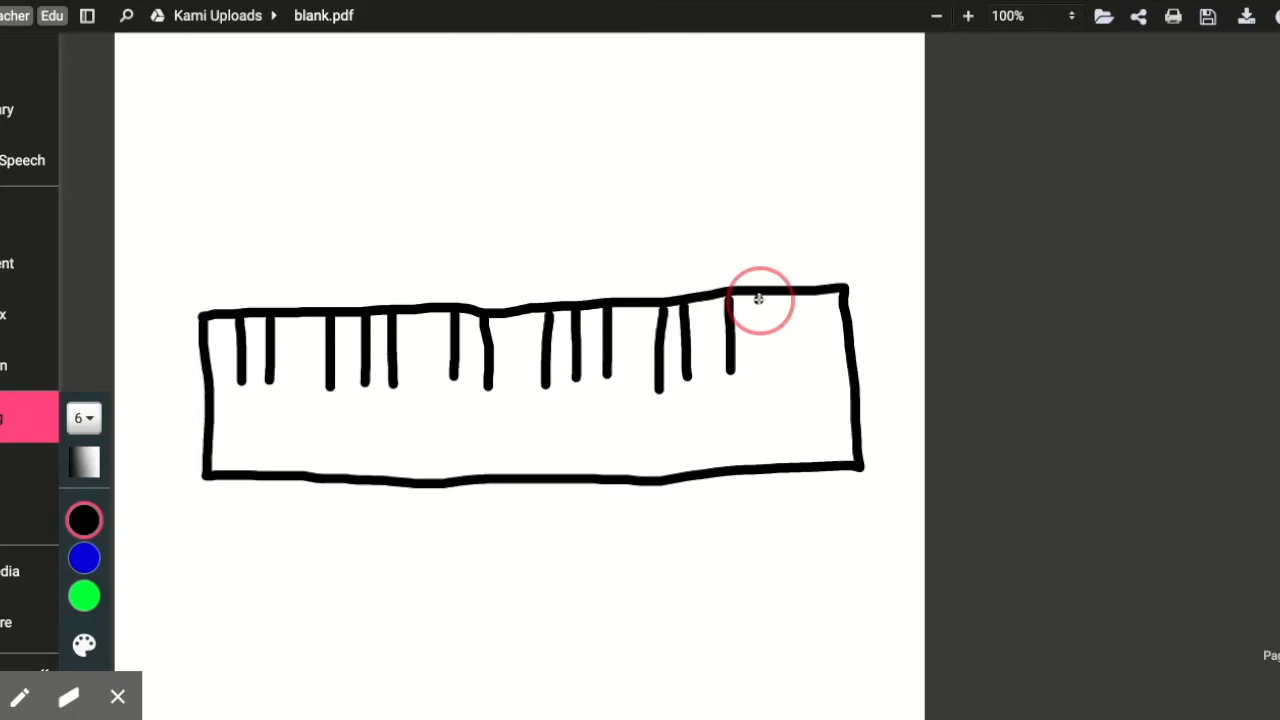 acher Edu Kami Uploads blank.pdf 100%
ary
Speech
ent
x
n
g
6
dia
re
Pag